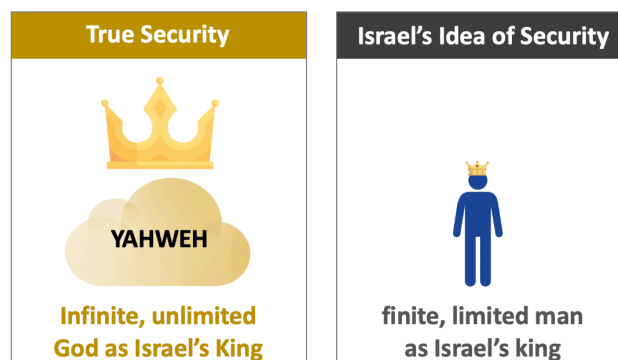 True Security
YAHWEH
Infinite, unlimited
God as Israel’s King
Israel’s Idea of Security
finite, limited man
as Israel’s king